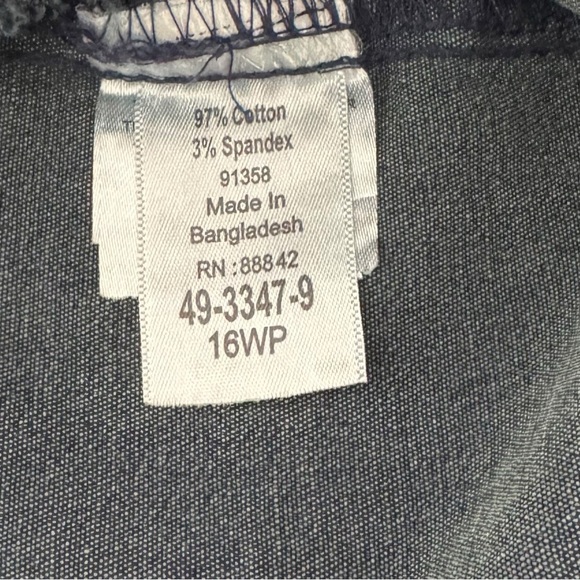 97% Cotton
3% Spandex
91358
Made In
Bangladesh
RN :88842
49-3347-9
16WP